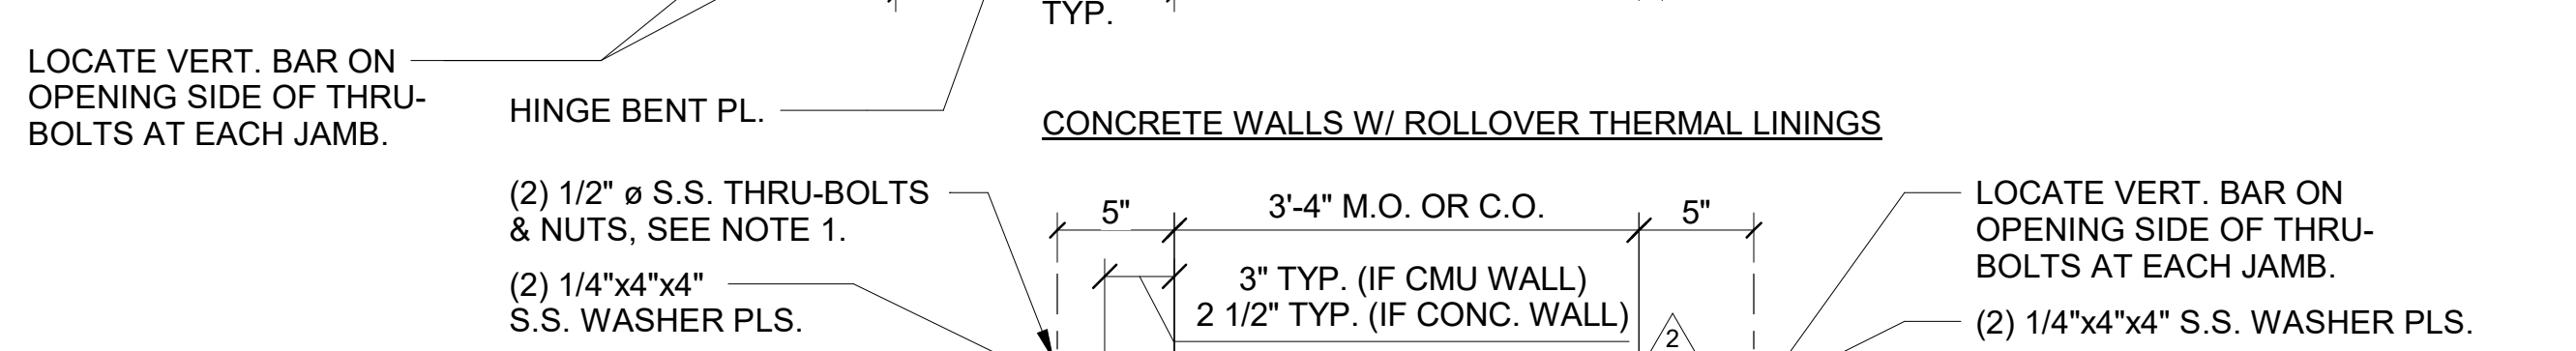 TYP.
LOCATE VERT. BAR ON
OPENING SIDE OF THRU-
BOLTS AT EACH JAMB.
HINGE BENT PL.
CONCRETE WALLS W/ ROLLOVER THERMAL LININGS
(2) 1/2" ø S.S. THRU-BOLTS
& NUTS, SEE NOTE 1.
(2) 1/4"x4"x4"
S.S. WASHER PLS.
5"
3'-4" M.O. OR C.O.
5"
3" TYP. (IF CMU WALL)
2 1/2" TYP. (IF CONC. WALL)
2
LOCATE VERT. BAR ON
OPENING SIDE OF THRU-
BOLTS AT EACH JAMB.
(2) 1/4"x4"x4" S.S. WASHER PLS.